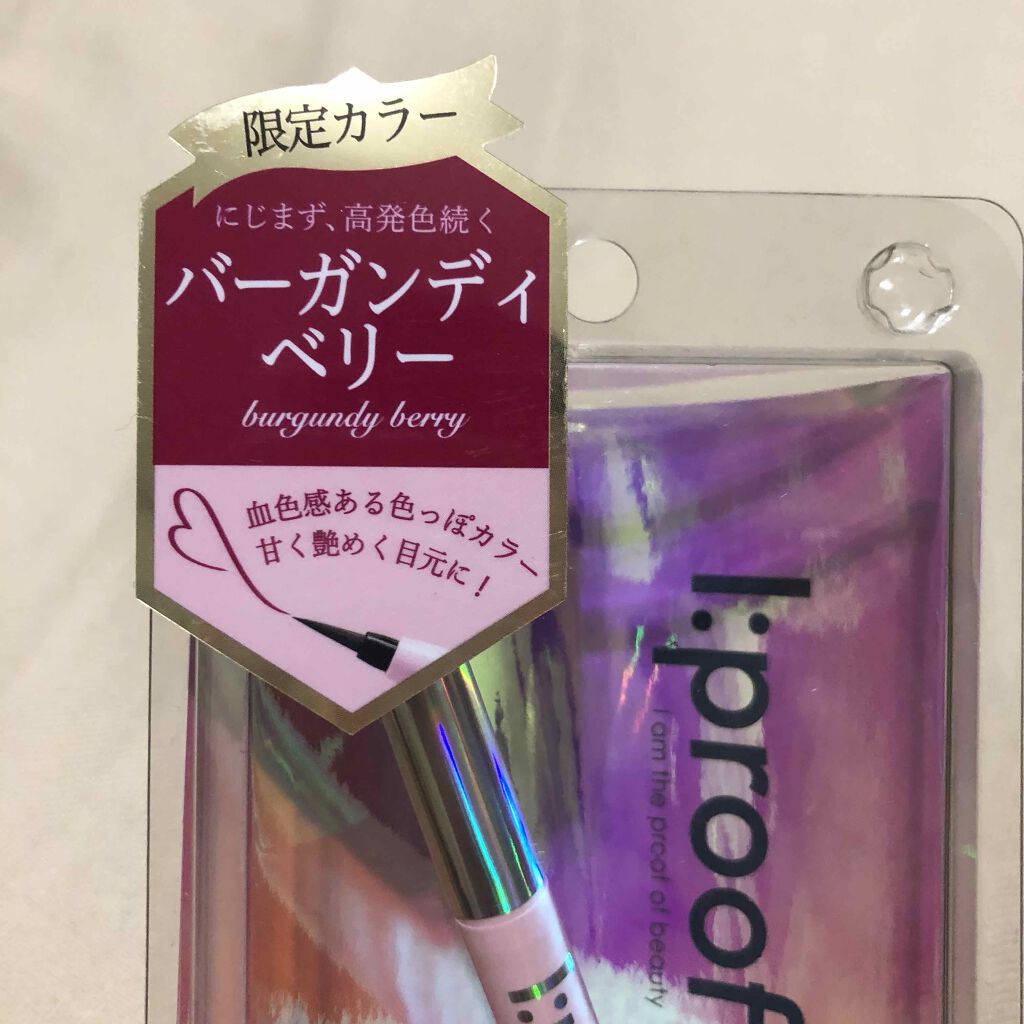 限定カラー
にじまず、高発色続く
バーガンディ
ベリー
burgundy berry
血色感ある色っぽカラー
甘く艶めく目元に!
I:proof
I am the proof of beauty